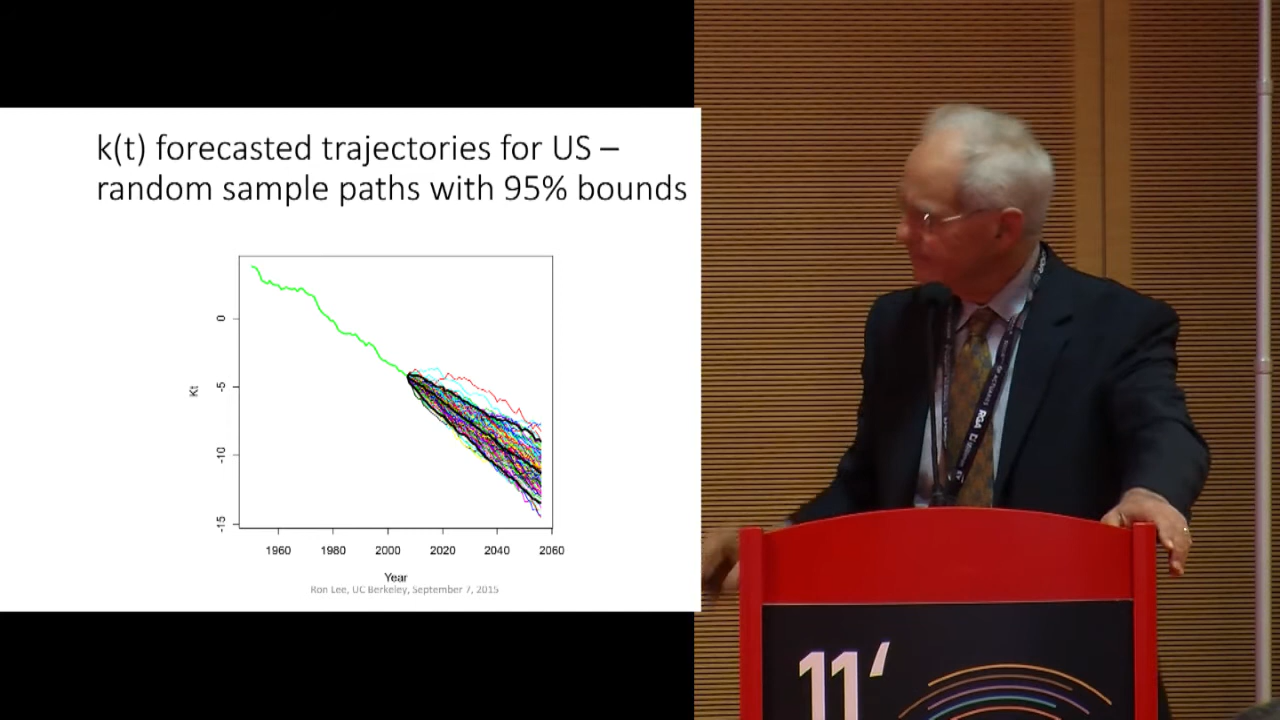 k(t) forecasted trajectories for US –
random sample paths with 95% bounds
0
-5
-10
-15
Kt
1960 1980 2000 2020 2040 2060
Year
Ron Lee, UC Berkeley, September 7, 2015
RGA
11‘